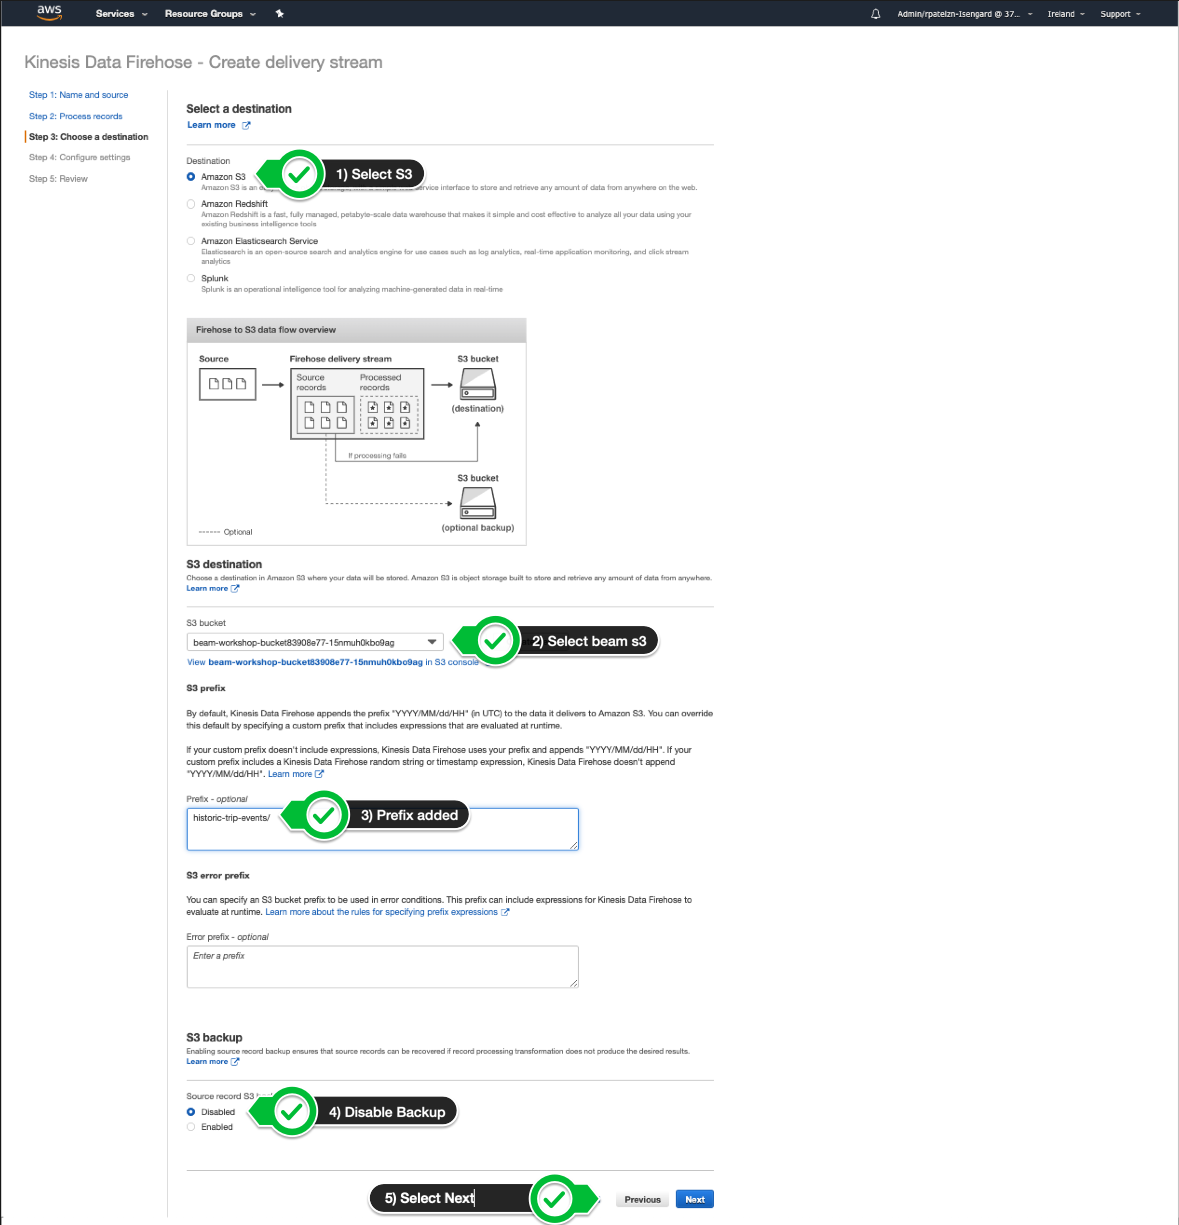 aws Services Resource Groups Admin/rpatelzn-Isengard @ 37... Ireland Support
Kinesis Data Firehose - Create delivery stream
Step 1: Name and source
Step 2: Process records
Step 3: Choose a destination
Step 4: Configure settings
Step 5: Review
Select a destination
Learn more
Destination
Amazon S3
1) Select S3
Amazon S3 is an service interface to store and retrieve any amount of data from anywhere on the web.
Amazon Redshift
Amazon Redshift is a fast, fully managed, petabyte-scale data warehouse that makes it simple and cost effective to analyze all your data using your
existing business intelligence tools
Amazon Elasticsearch Service
Elasticsearch is an open-source search and analytics engine for use cases such as log analytics, real-time application monitoring, and click stream
analytics
Splunk
Splunk is an operational intelligence tool for analyzing machine-generated data in real-time
Firehose to S3 data flow overview
Source Firehose delivery stream S3 bucket
Source Processed
records records
(destination)
If processing fails
S3 bucket
(optional backup)
Optional
S3 destination
Choose a destination in Amazon S3 where your data will be stored. Amazon S3 is object storage built to store and retrieve any amount of data from anywhere.
Learn more
S3 bucket
beam-workshop-bucket83908e77-15nmuh0kbo9ag
2) Select beam s3
View beam-workshop-bucket83908e77-15nmuh0kbo9ag in S3 console
S3 prefix
By default, Kinesis Data Firehose appends the prefix "YYYY/MM/dd/HH" (in UTC) to the data it delivers to Amazon S3. You can override
this default by specifying a custom prefix that includes expressions that are evaluated at runtime.
If your custom prefix doesn't include expressions, Kinesis Data Firehose uses your prefix and appends "YYYY/MM/dd/HH". If your
custom prefix includes a Kinesis Data Firehose random string or timestamp expression, Kinesis Data Firehose doesn't append
"YYYY/MM/dd/HH". Learn more
Prefix - optional
historic-trip-events/
3) Prefix added
S3 error prefix
You can specify an S3 bucket prefix to be used in error conditions. This prefix can include expressions for Kinesis Data Firehose to
evaluate at runtime. Learn more about the rules for specifying prefix expressions
Error prefix - optional
Enter a prefix
S3 backup
Enabling source record backup ensures that source records can be recovered if record processing transformation does not produce the desired results.
Learn more
Source record S3
Disabled
4) Disable Backup
Enabled
5) Select Next
Previous Next